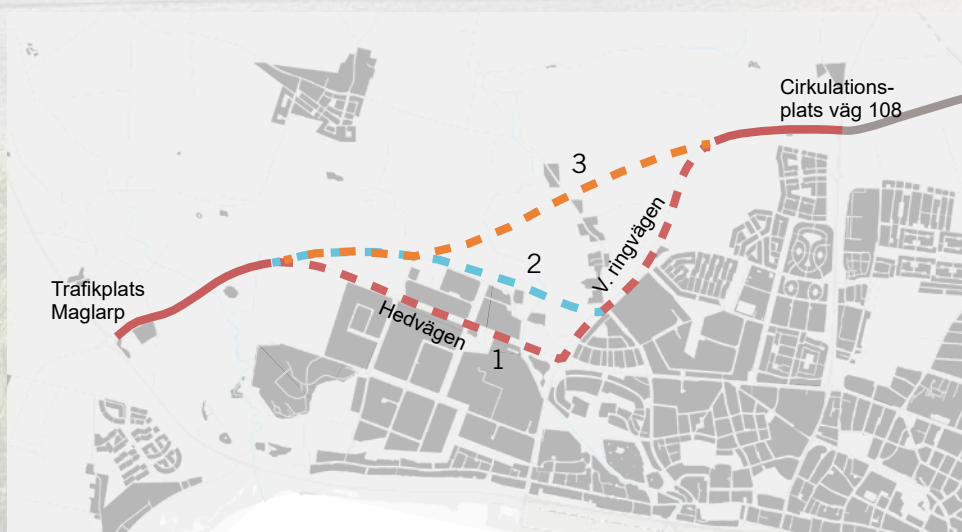 Cirkulations-
plats väg 108
3
V. ringvägen
2
Trafikplats
Maglarp
Hedvägen
1